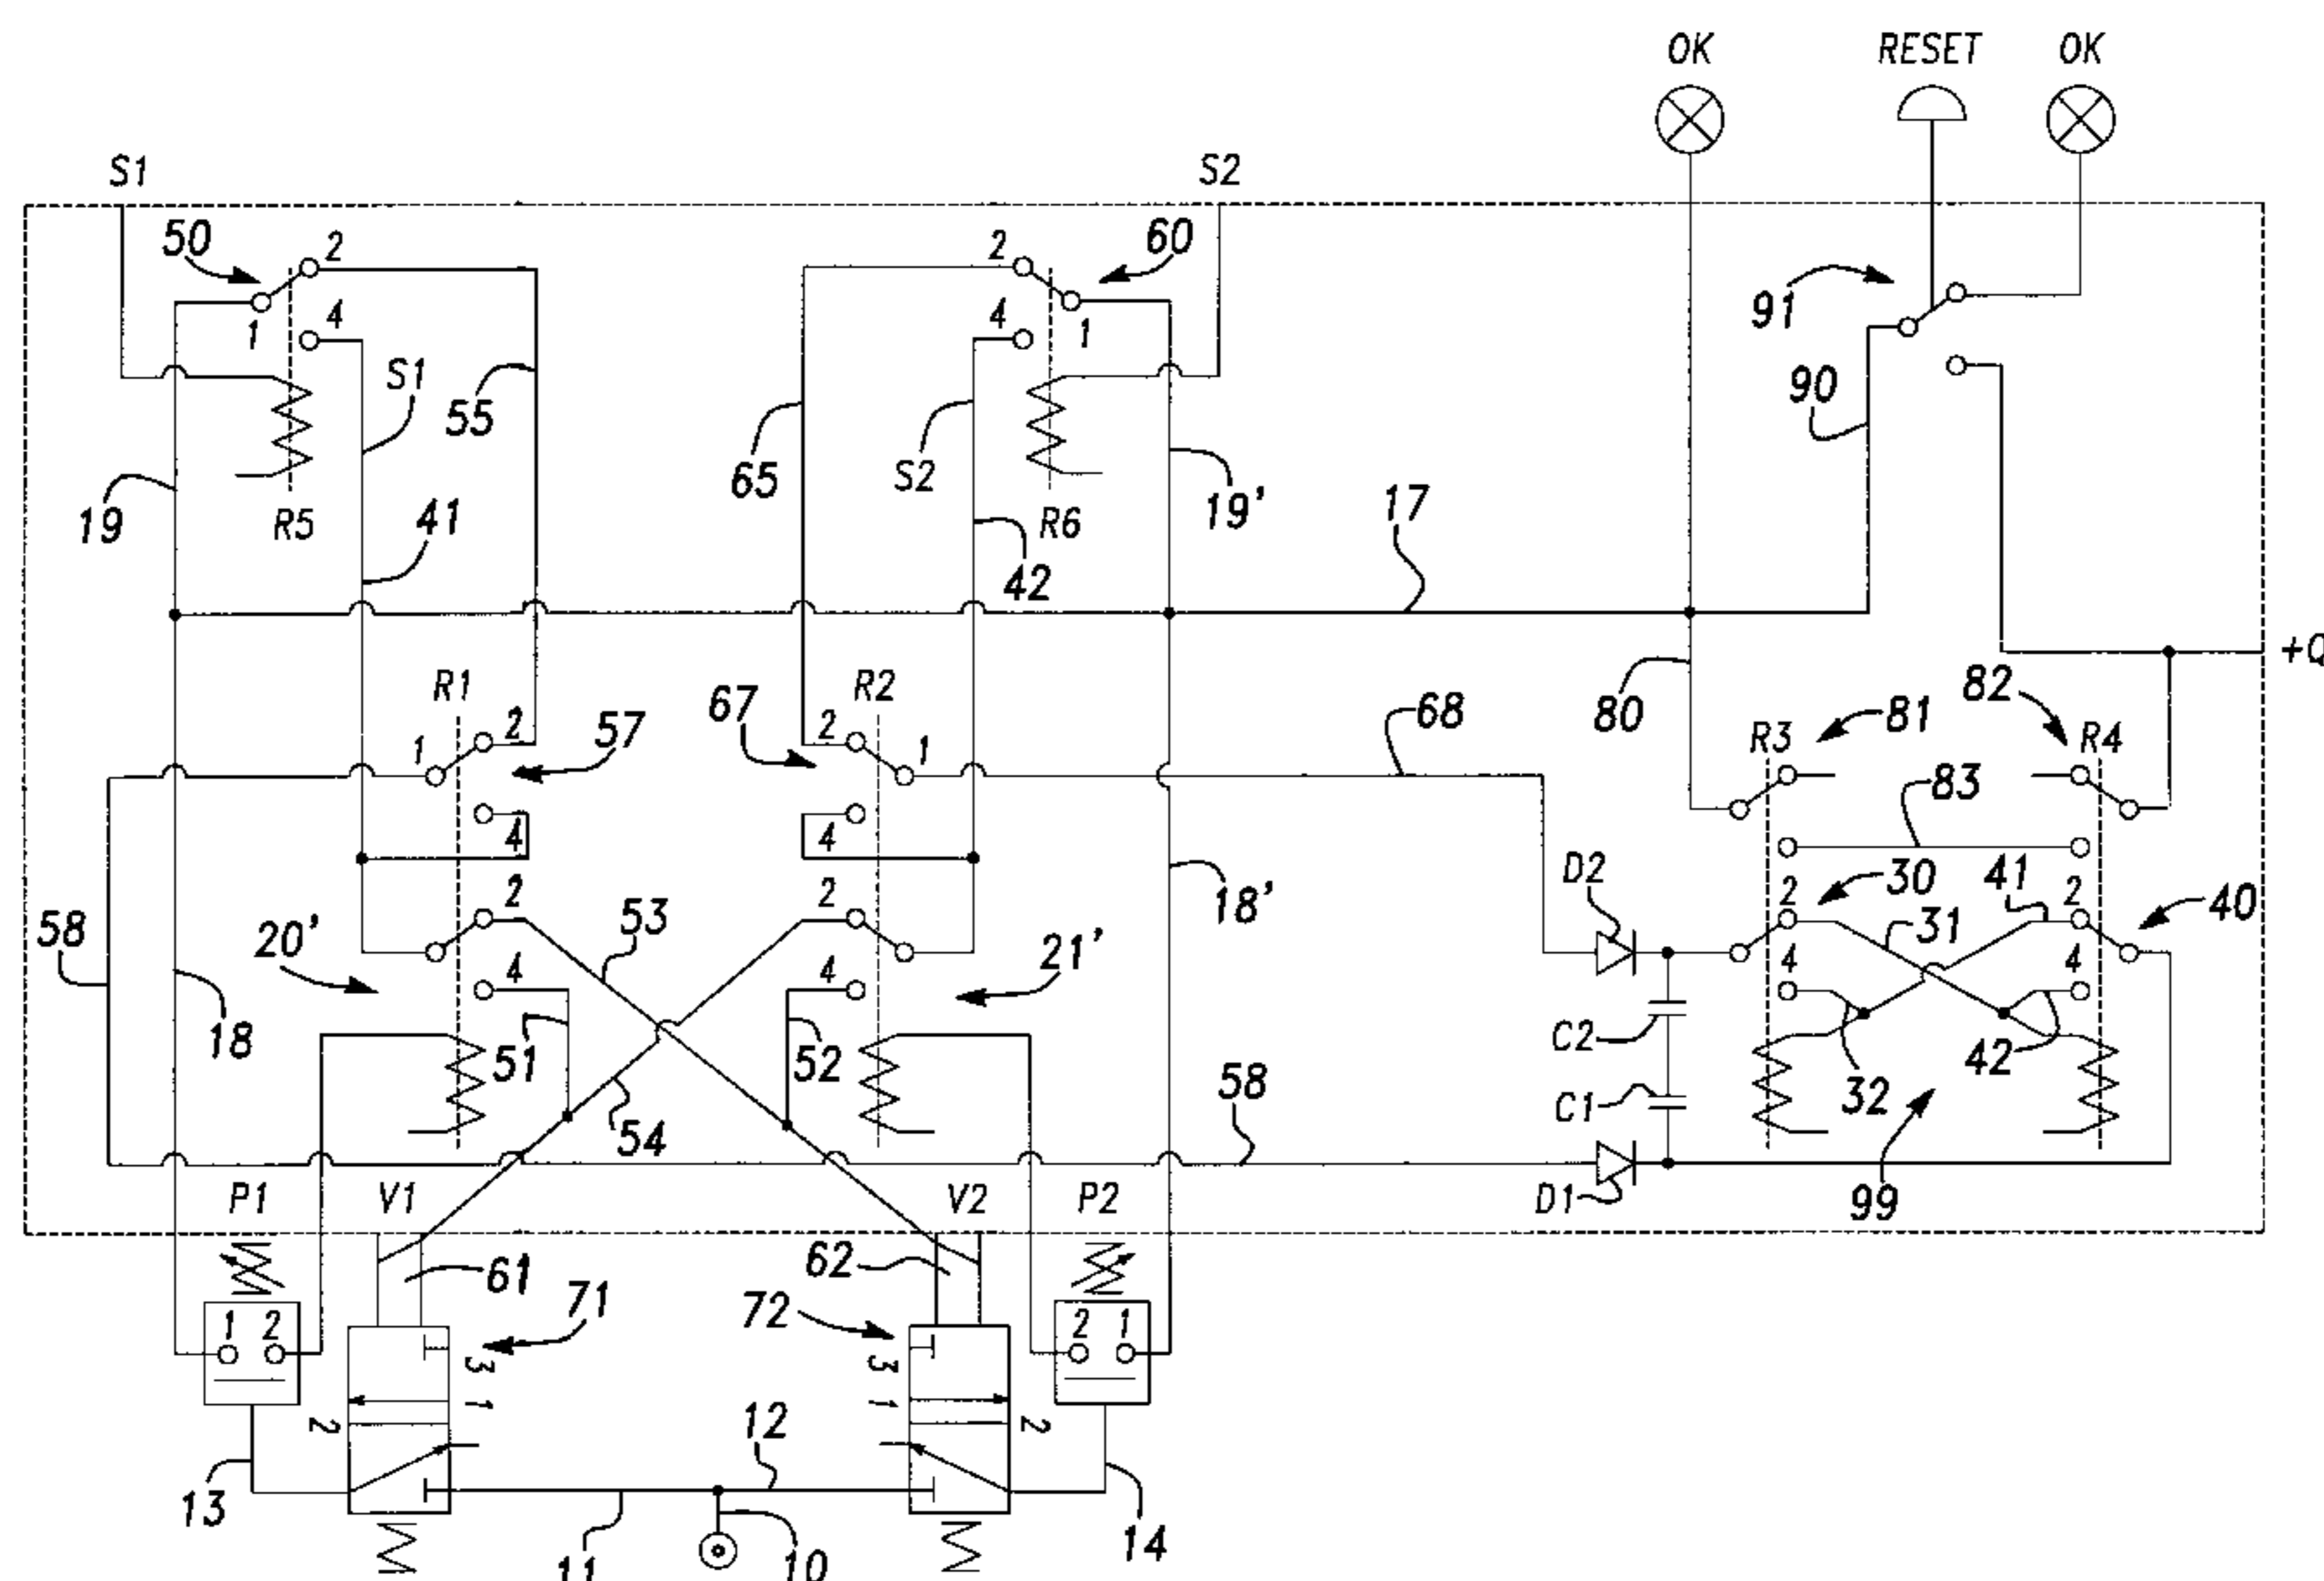 OK RESET OK
S1 S2
50 2 60 2
91
1 4 4 1
S1 55
90
65 S2
19 R5 41 R6 19' 17
42
+Q
R1 R2 82
67 68 80 81
2 57 2
1 1 R3 R4
83
4 4 D2
2 2 30 41
58 20' 53 18' 2 2 40
31
4 21' 4 4 4
18 51 52 C2 42
58 32
54 C1
P1 V1 V2 P2 D1 99
61 62
71 72
1 2 3 3 2 1
1 1
2 12 2
13 14
11 10